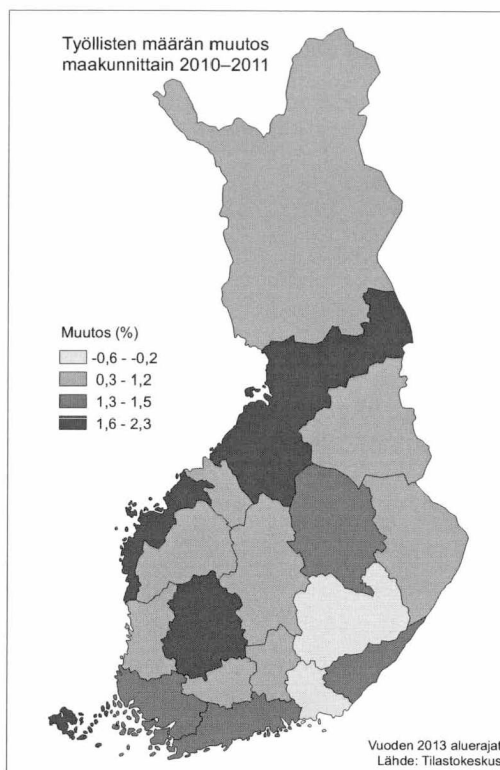 Työllisten määrän muutos
maakunnittain 2010–2011
Muutos (%)
-0,6 - -0,2
0,3 - 1,2
1,3 - 1,5
1,6 - 2,3
Vuoden 2013 aluerajat
Lähde: Tilastokeskus